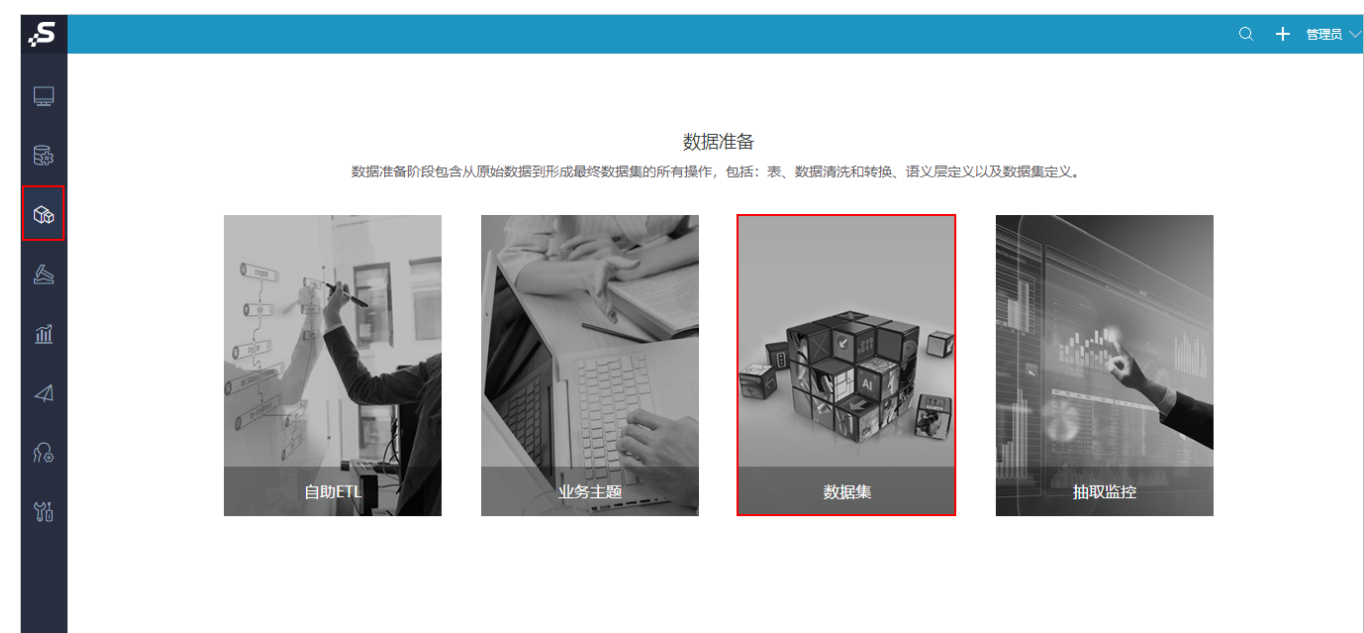 管理员
数据准备
数据准备阶段包含从原始数据到形成最终数据集的所有操作，包括：表、数据清洗和转换、语义层定义以及数据集定义。
自助ETL
业务主题
数据集
抽取监控